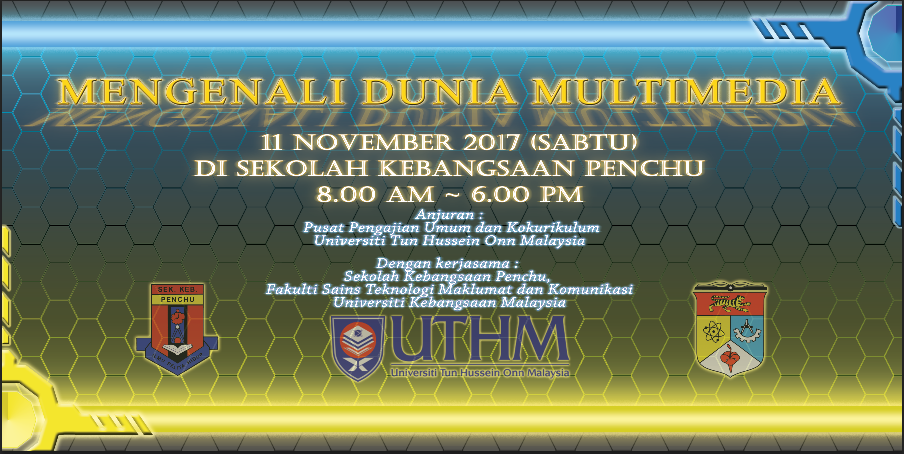 MENGENALI DUNIA MULTIMEDIA
11 NOVEMBER 2017 (SABTU)
DI SEKOLAH KEBANGSAAN PENCHU
8.00 AM ~ 6.00 PM
Anjuran :
Pusat Pengajian Umum dan Kokurikulum
Universiti Tun Hussein Onn Malaysia
Dengan kerjasama :
Sekolah Kebangsaan Penchu,
Fakulti Sains Teknologi Maklumat dan Komunikasi
Universiti Kebangsaan Malaysia
SEK. KEB.
PENCHU
UTHM
Universiti Tun Hussein Onn Malaysia